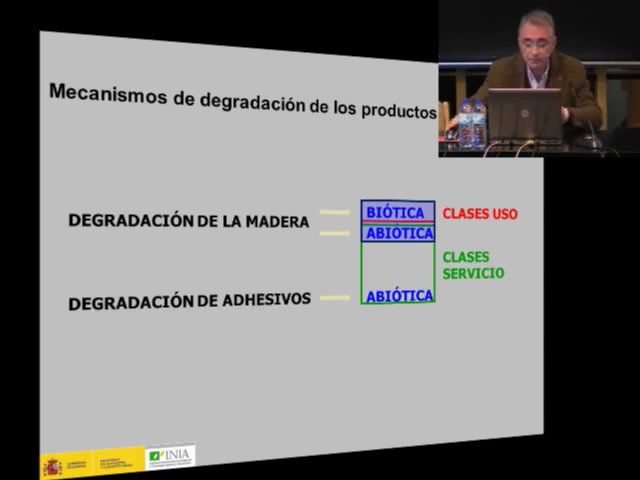 Mecanismos de degradación de los productos
DEGRADACIÓN DE LA MADERA
BIÓTICA
CLASES USO
ABIÓTICA
CLASES
SERVICIO
DEGRADACIÓN DE ADHESIVOS
ABIÓTICA
INIA